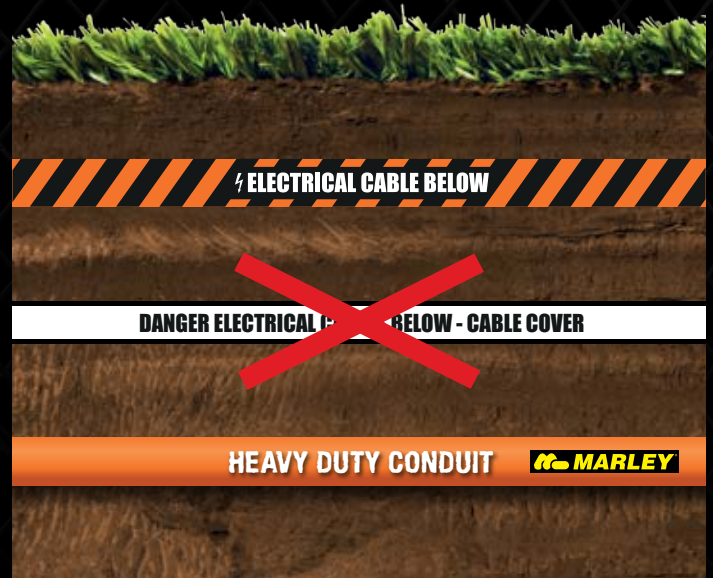 ELECTRICAL CABLE BELOW
DANGER ELECTRICAL BELOW - CABLE COVER
HEAVY DUTY CONDUIT
MARLEY